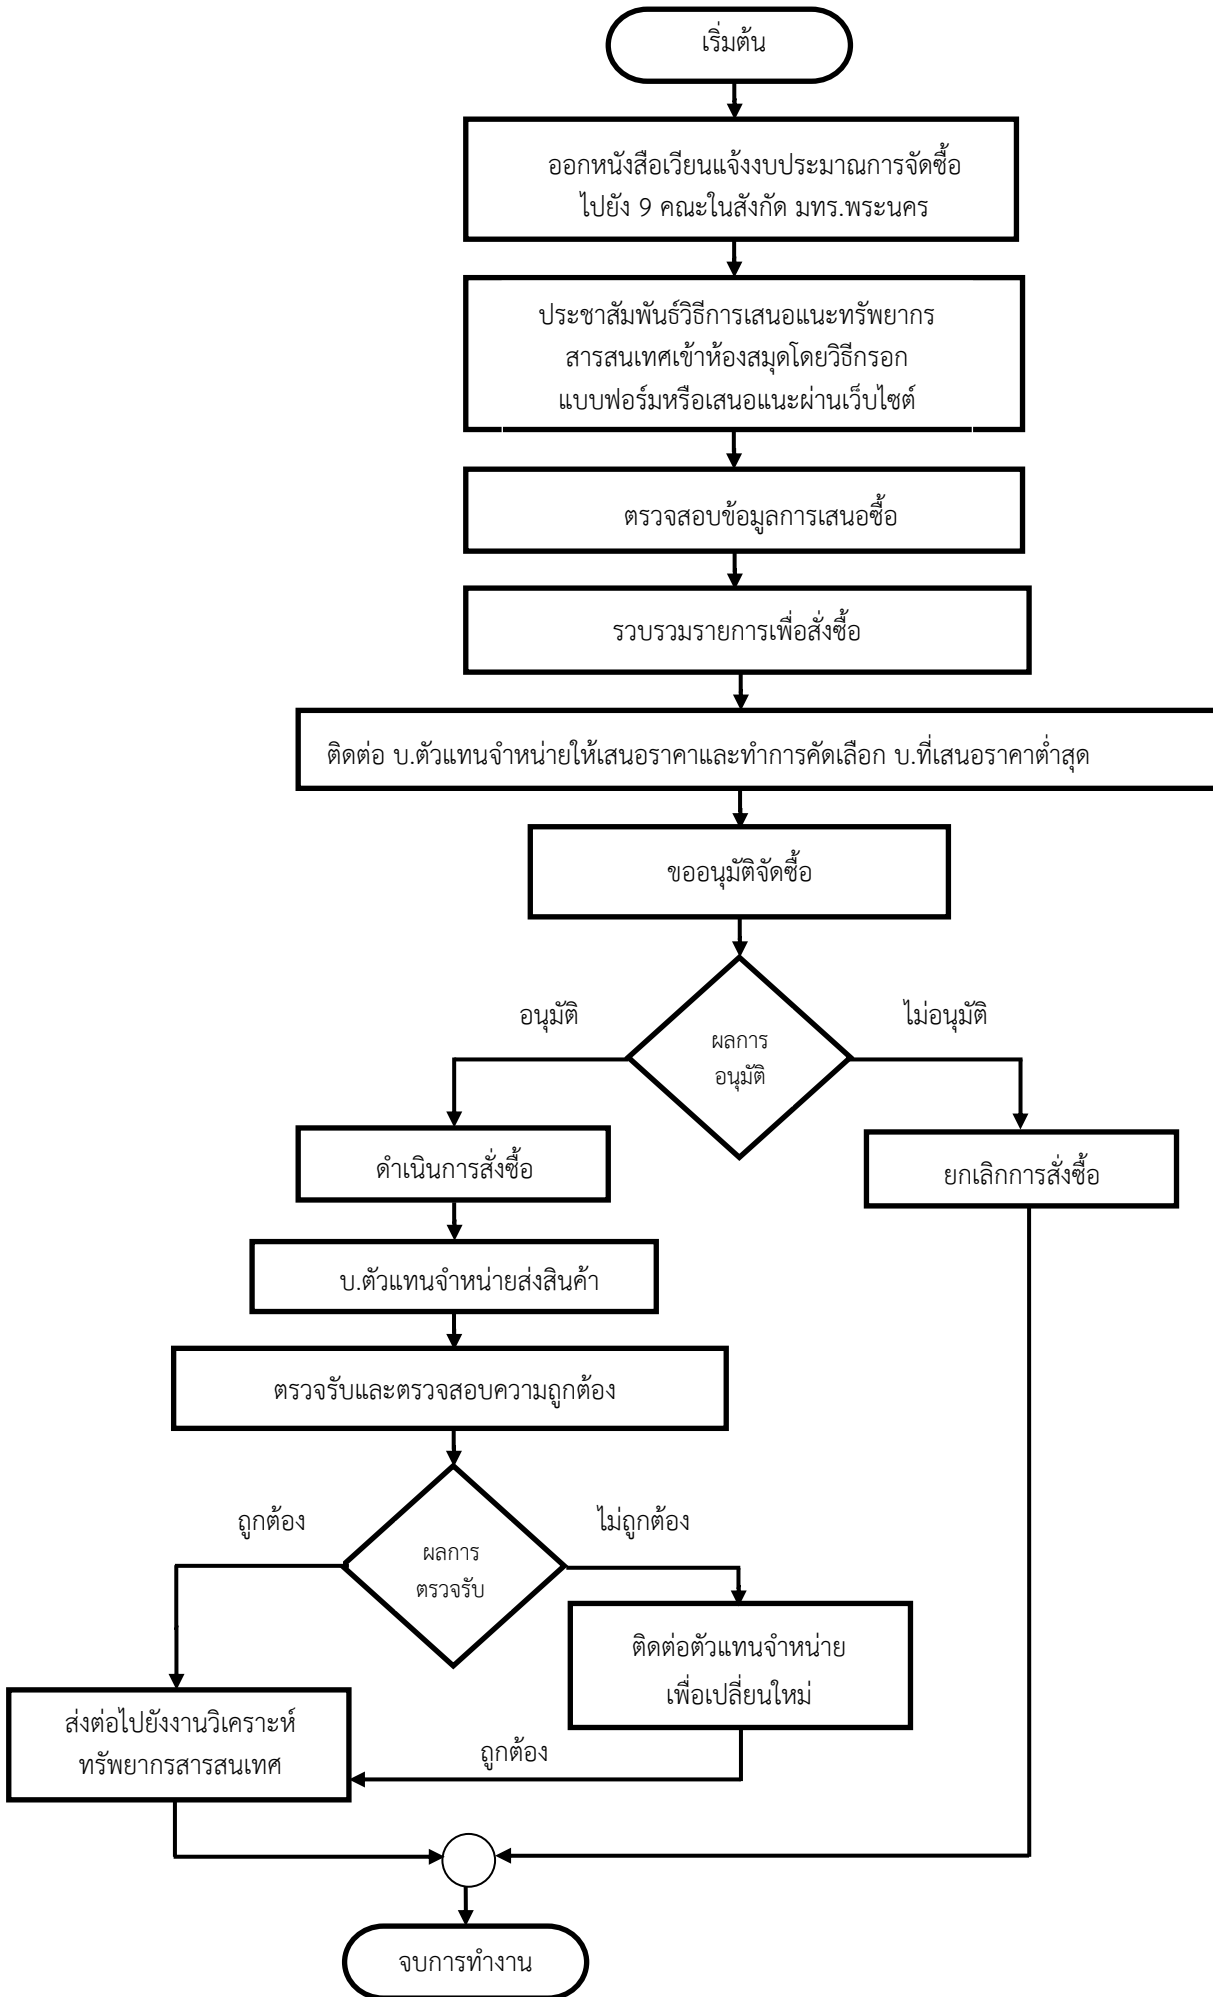 เริ่มต้น
ออกหนังสือเวียนแจ้งงบประมาณการจัดซื้อ
ไปยัง 9 คณะในสังกัด มทร.พระนคร
ประชาสัมพันธ์วิธีการเสนอแนะทรัพยากร
สารสนเทศเข้าห้องสมุดโดยวิธีกรอก
แบบฟอร์มหรือเสนอแนะผ่านเว็บไซต์
ตรวจสอบข้อมูลการเสนอซื้อ
รวบรวมรายการเพื่อสั่งซื้อ
ติดต่อ บ.ตัวแทนจำหน่ายให้เสนอราคาและทำการคัดเลือก บ.ที่เสนอราคาต่ำสุด
ขออนุมัติจัดซื้อ
อนุมัติ
ไม่อนุมัติ
ผลการ
อนุมัติ
ดำเนินการสั่งซื้อ
ยกเลิกการสั่งซื้อ
บ.ตัวแทนจำหน่ายส่งสินค้า
ตรวจรับและตรวจสอบความถูกต้อง
ถูกต้อง
ไม่ถูกต้อง
ผลการ
ตรวจรับ
ติดต่อตัวแทนจำหน่าย
เพื่อเปลี่ยนใหม่
ส่งต่อไปยังงานวิเคราะห์
ทรัพยากรสารสนเทศ
ถูกต้อง
จบการทำงาน